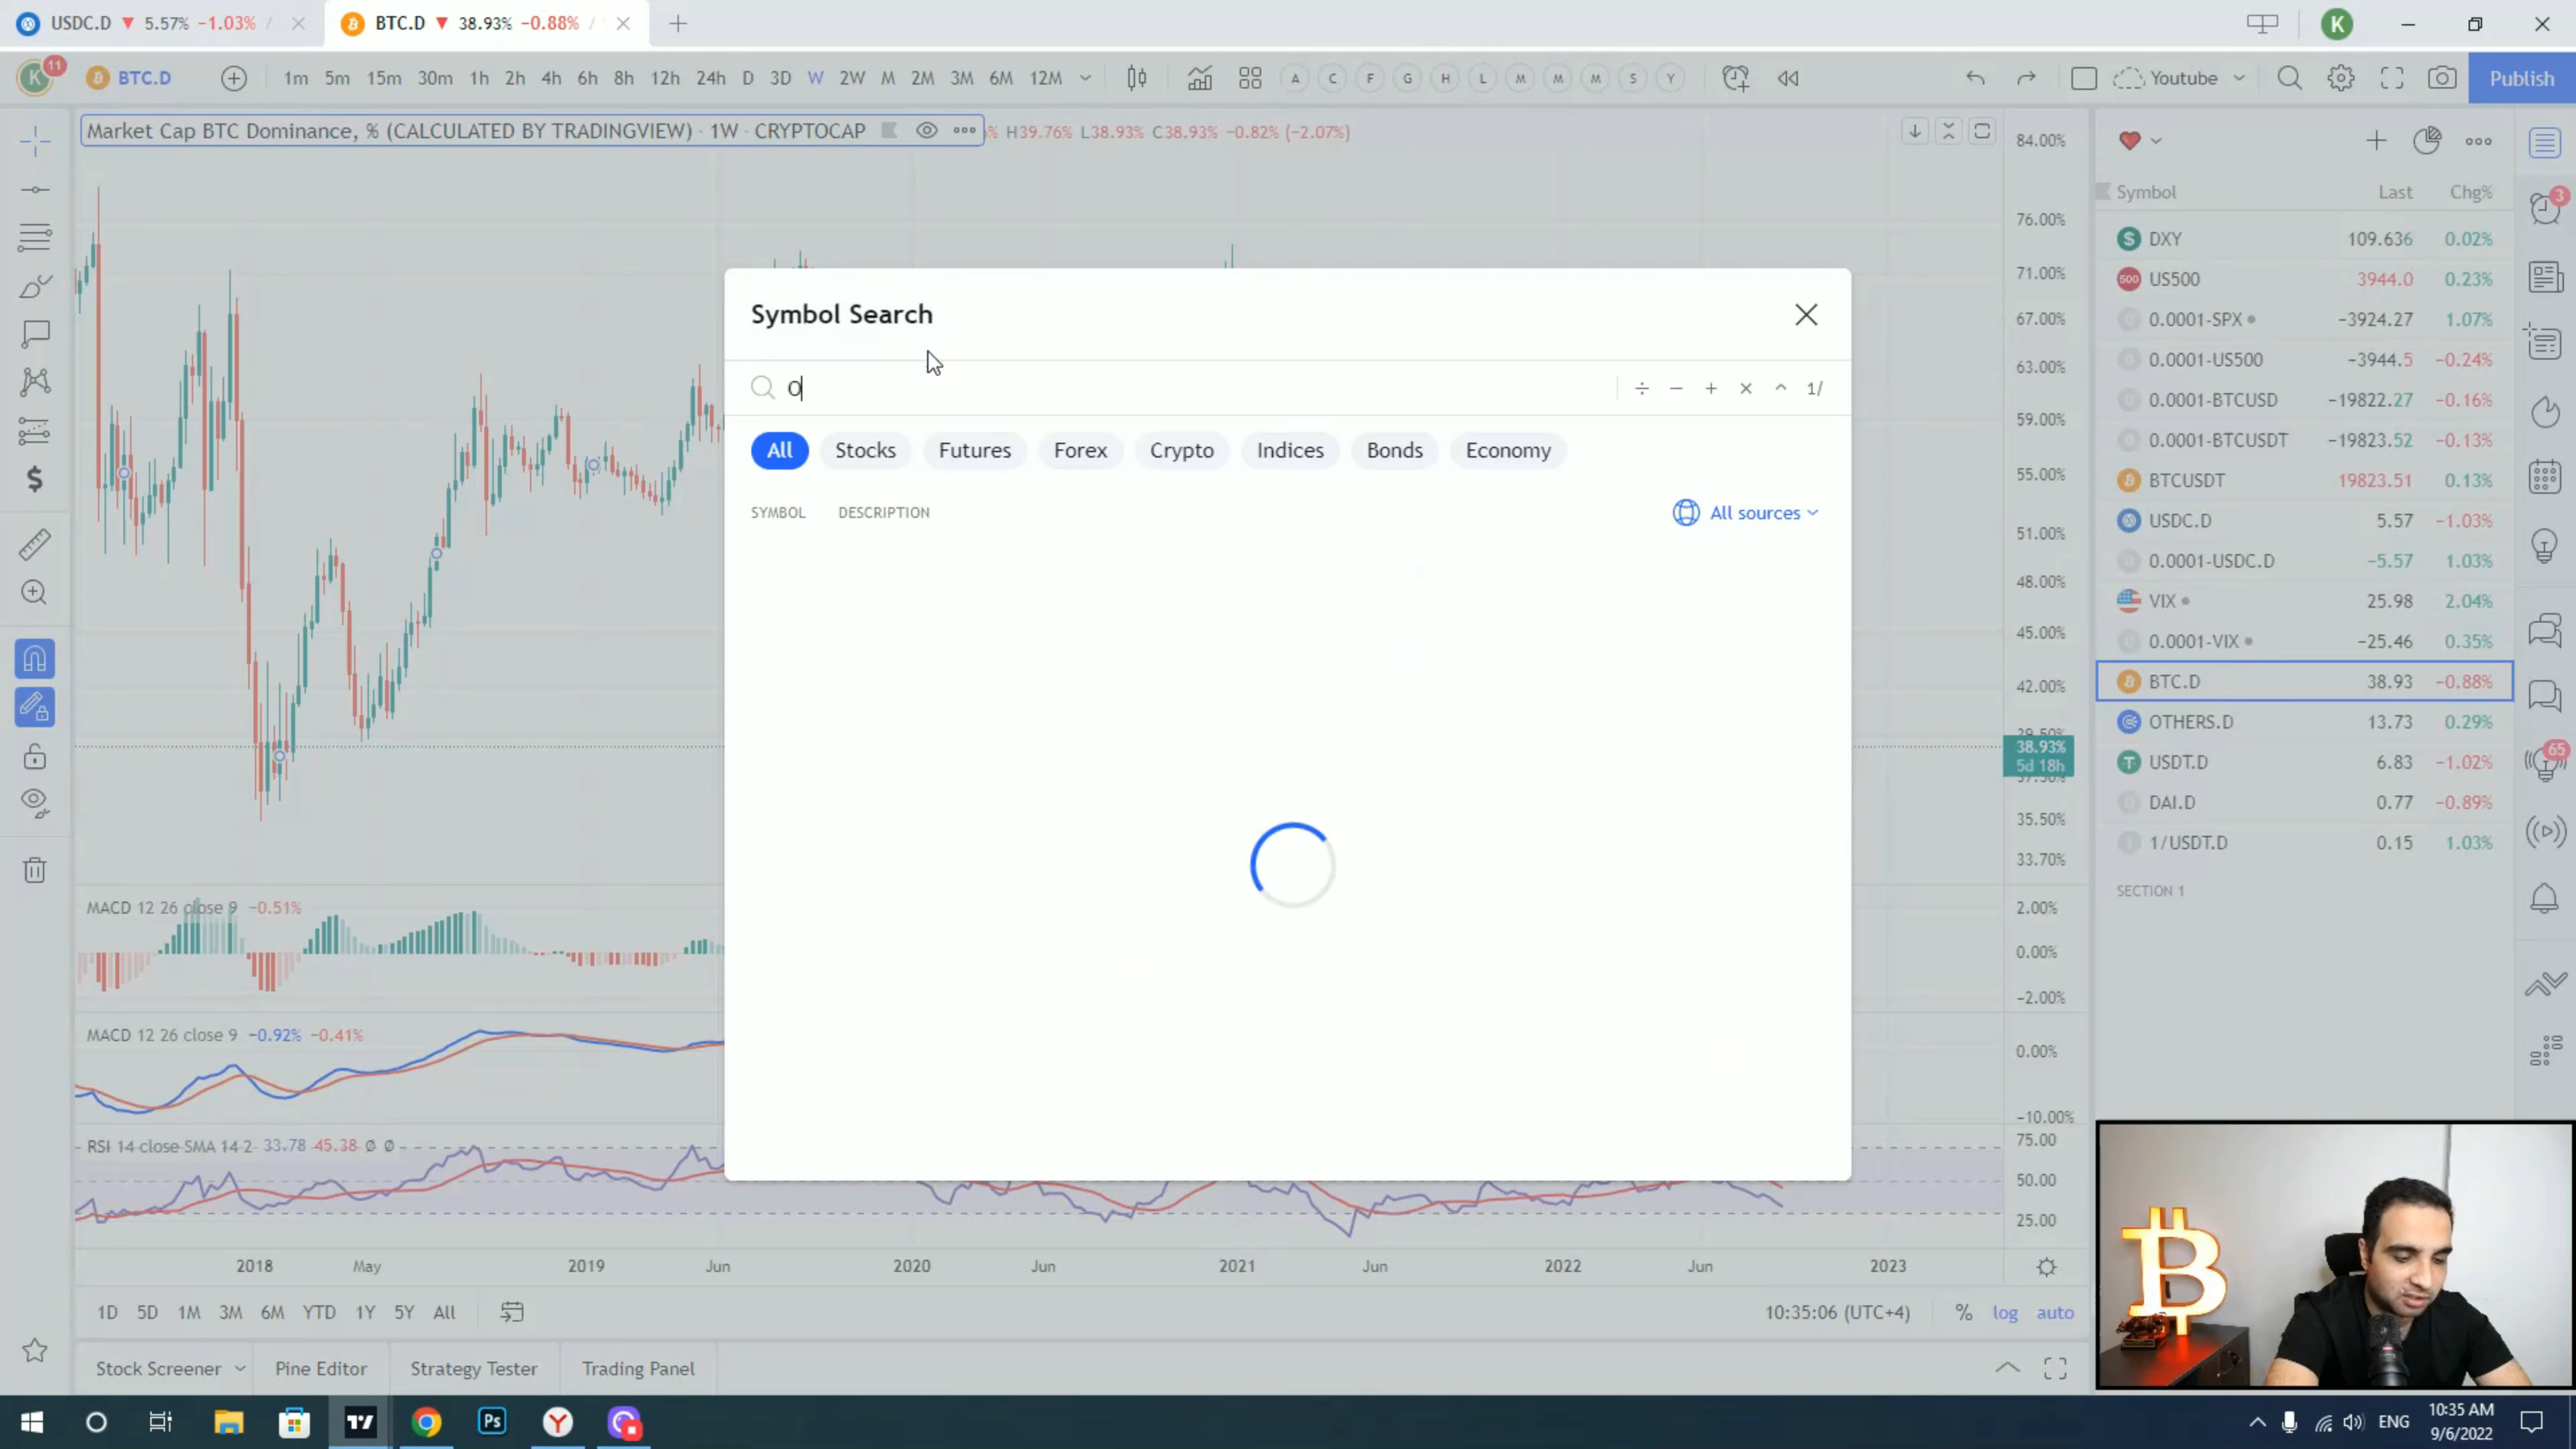 USDC.D ▼ 5.57% −1.03% /
BTC.D ▼ 38.93% −0.88% /
K
K 11 BTC.D 1m 5m 15m 30m 1h 2h 4h 6h 8h 12h 24h D 3D W 2W M 2M 3M 6M 12M A C F G H L M M M S Y Youtube Publish
Market Cap BTC Dominance, % (CALCULATED BY TRADINGVIEW) · 1W · CRYPTOCAP
H39.76% L38.93% C38.93% −0.82% (−2.07%)
84.00%
76.00%
71.00%
67.00%
63.00%
59.00%
55.00%
51.00%
48.00%
45.00%
42.00%
38.93%
5d 18h
35.50%
33.70%
Symbol Search
O
÷ − + × ^ 1/
All Stocks Futures Forex Crypto Indices Bonds Economy
SYMBOL DESCRIPTION All sources
MACD 12 26 close 9 −0.51%
2.00%
0.00%
−2.00%
MACD 12 26 close 9 −0.92% −0.41%
0.00%
−10.00%
RSI 14 close SMA 14 2 33.78 45.38 Ø Ø
75.00
50.00
25.00
2018 May 2019 Jun 2020 Jun 2021 Jun 2022 Jun 2023
1D 5D 1M 3M 6M YTD 1Y 5Y All
10:35:06 (UTC+4) % log auto
Stock Screener Pine Editor Strategy Tester Trading Panel
Symbol Last Chg%
DXY 109.636 0.02%
500 US500 3944.0 0.23%
0.0001-SPX −3924.27 1.07%
0.0001-US500 −3944.5 −0.24%
0.0001-BTCUSD −19822.27 −0.16%
0.0001-BTCUSDT −19823.52 −0.13%
BTCUSDT 19823.51 0.13%
USDC.D 5.57 −1.03%
0.0001-USDC.D −5.57 1.03%
VIX 25.98 2.04%
0.0001-VIX −25.46 0.35%
BTC.D 38.93 −0.88%
OTHERS.D 13.73 0.29%
USDT.D 6.83 −1.02%
DAI.D 0.77 −0.89%
1/USDT.D 0.15 1.03%
SECTION 1
3
65
Ps
ENG
10:35 AM
9/6/2022